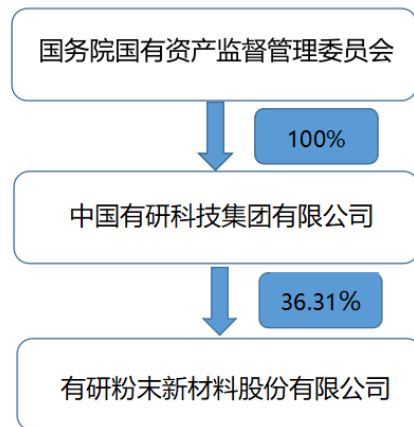 国务院国有资产监督管理委员会
100%
中国有研科技集团有限公司
36.31%
有研粉末新材料股份有限公司